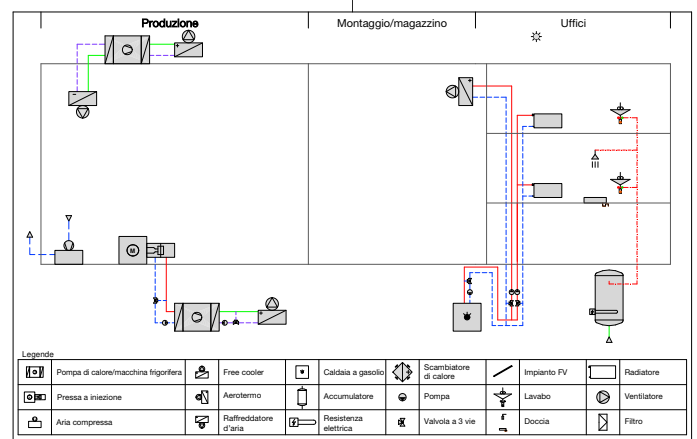 Produzione
Montaggio/magazzino
Uffici
M
Legende
Pompa di calore/macchina frigorifera
Free cooler
Caldaia a gasolio
Scambiatore
di calore
Impianto FV
Radiatore
Pressa a iniezione
Aerotermo
Accumulatore
Pompa
Lavabo
Ventilatore
Aria compressa
Raffreddatore
d'aria
Resistenza
elettrica
Valvola a 3 vie
Doccia
Filtro